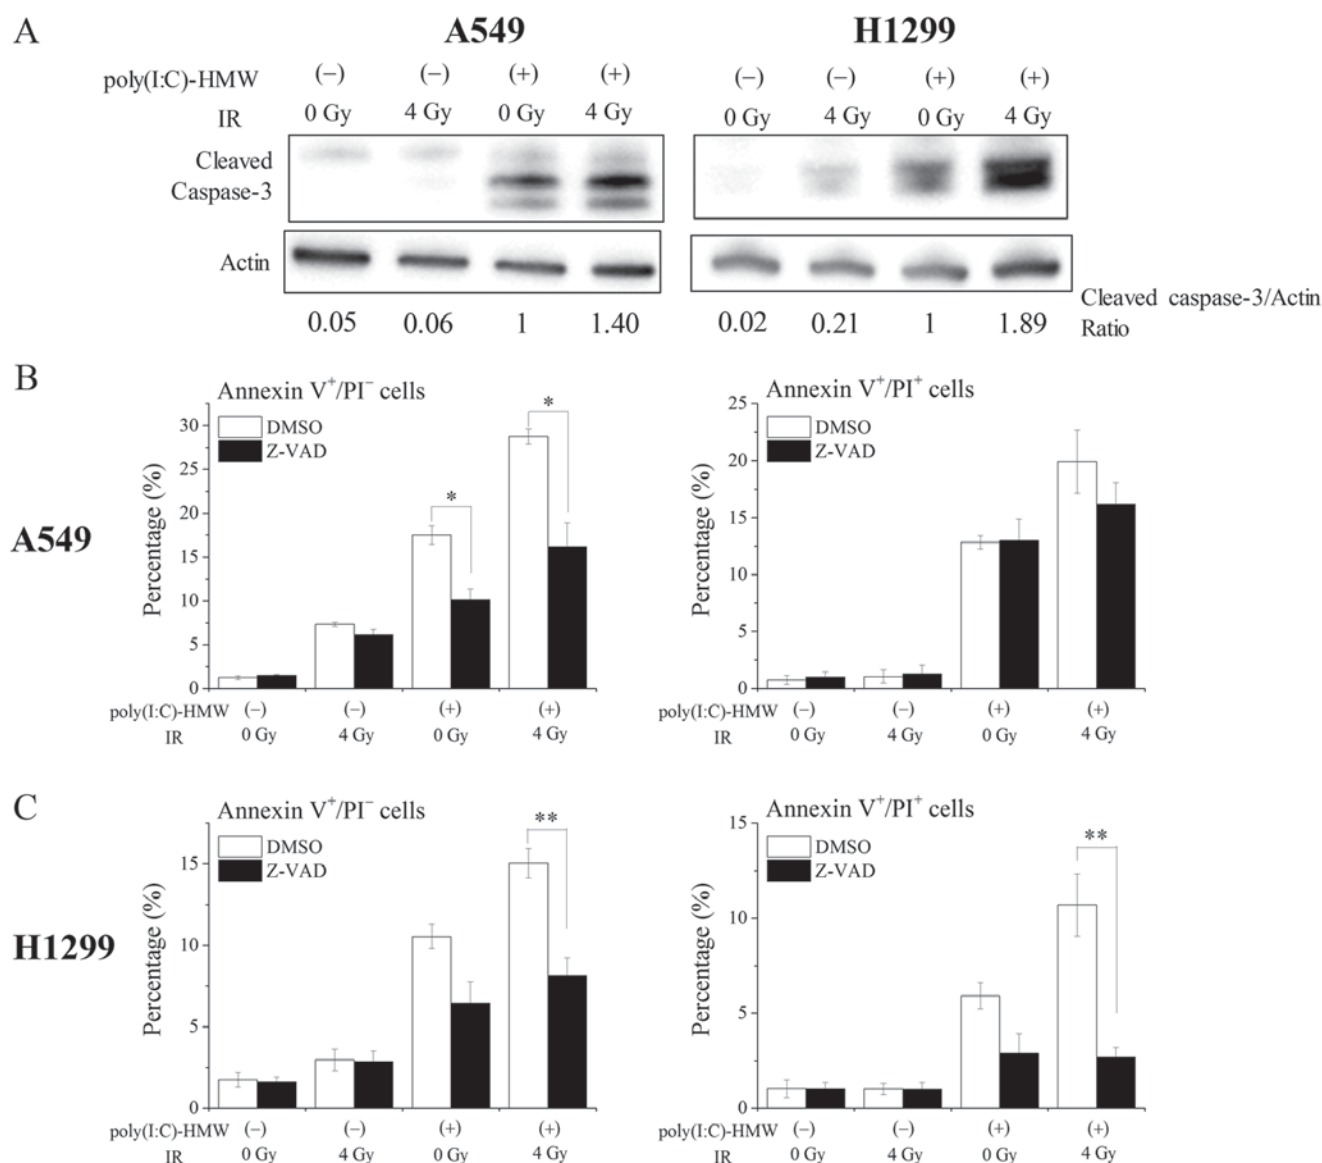 A
A549 H1299
poly(I:C)-HMW (−) (−) (+) (+) (−) (−) (+) (+)
IR 0 Gy 4 Gy 0 Gy 4 Gy 0 Gy 4 Gy 0 Gy 4 Gy
Cleaved
Caspase-3
Actin
0.05 0.06 1 1.40 0.02 0.21 1 1.89
Cleaved caspase-3/Actin
Ratio
B
A549
Annexin V⁺/PI⁻ cells
DMSO
Z-VAD
Percentage (%)
30
25
20
15
10
5
0
* *
poly(I:C)-HMW (−) (−) (+) (+)
IR 0 Gy 4 Gy 0 Gy 4 Gy
Annexin V⁺/PI⁺ cells
DMSO
Z-VAD
Percentage (%)
25
20
15
10
5
0
poly(I:C)-HMW (−) (−) (+) (+)
IR 0 Gy 4 Gy 0 Gy 4 Gy
C
H1299
Annexin V⁺/PI⁻ cells
DMSO
Z-VAD
Percentage (%)
15
10
5
0
**
poly(I:C)-HMW (−) (−) (+) (+)
IR 0 Gy 4 Gy 0 Gy 4 Gy
Annexin V⁺/PI⁺ cells
DMSO
Z-VAD
Percentage (%)
15
10
5
0
**
poly(I:C)-HMW (−) (−) (+) (+)
IR 0 Gy 4 Gy 0 Gy 4 Gy